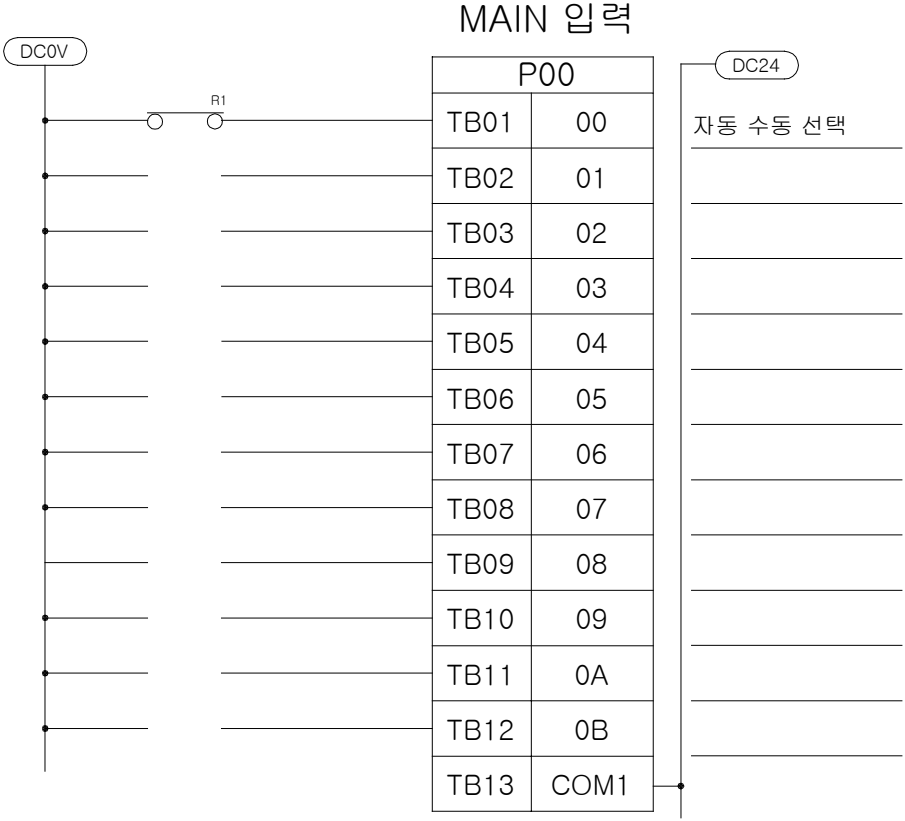 MAIN 입력
DC0V
P00
DC24
R1
TB01 00 자동 수동 선택
TB02 01
TB03 02
TB04 03
TB05 04
TB06 05
TB07 06
TB08 07
TB09 08
TB10 09
TB11 0A
TB12 0B
TB13 COM1